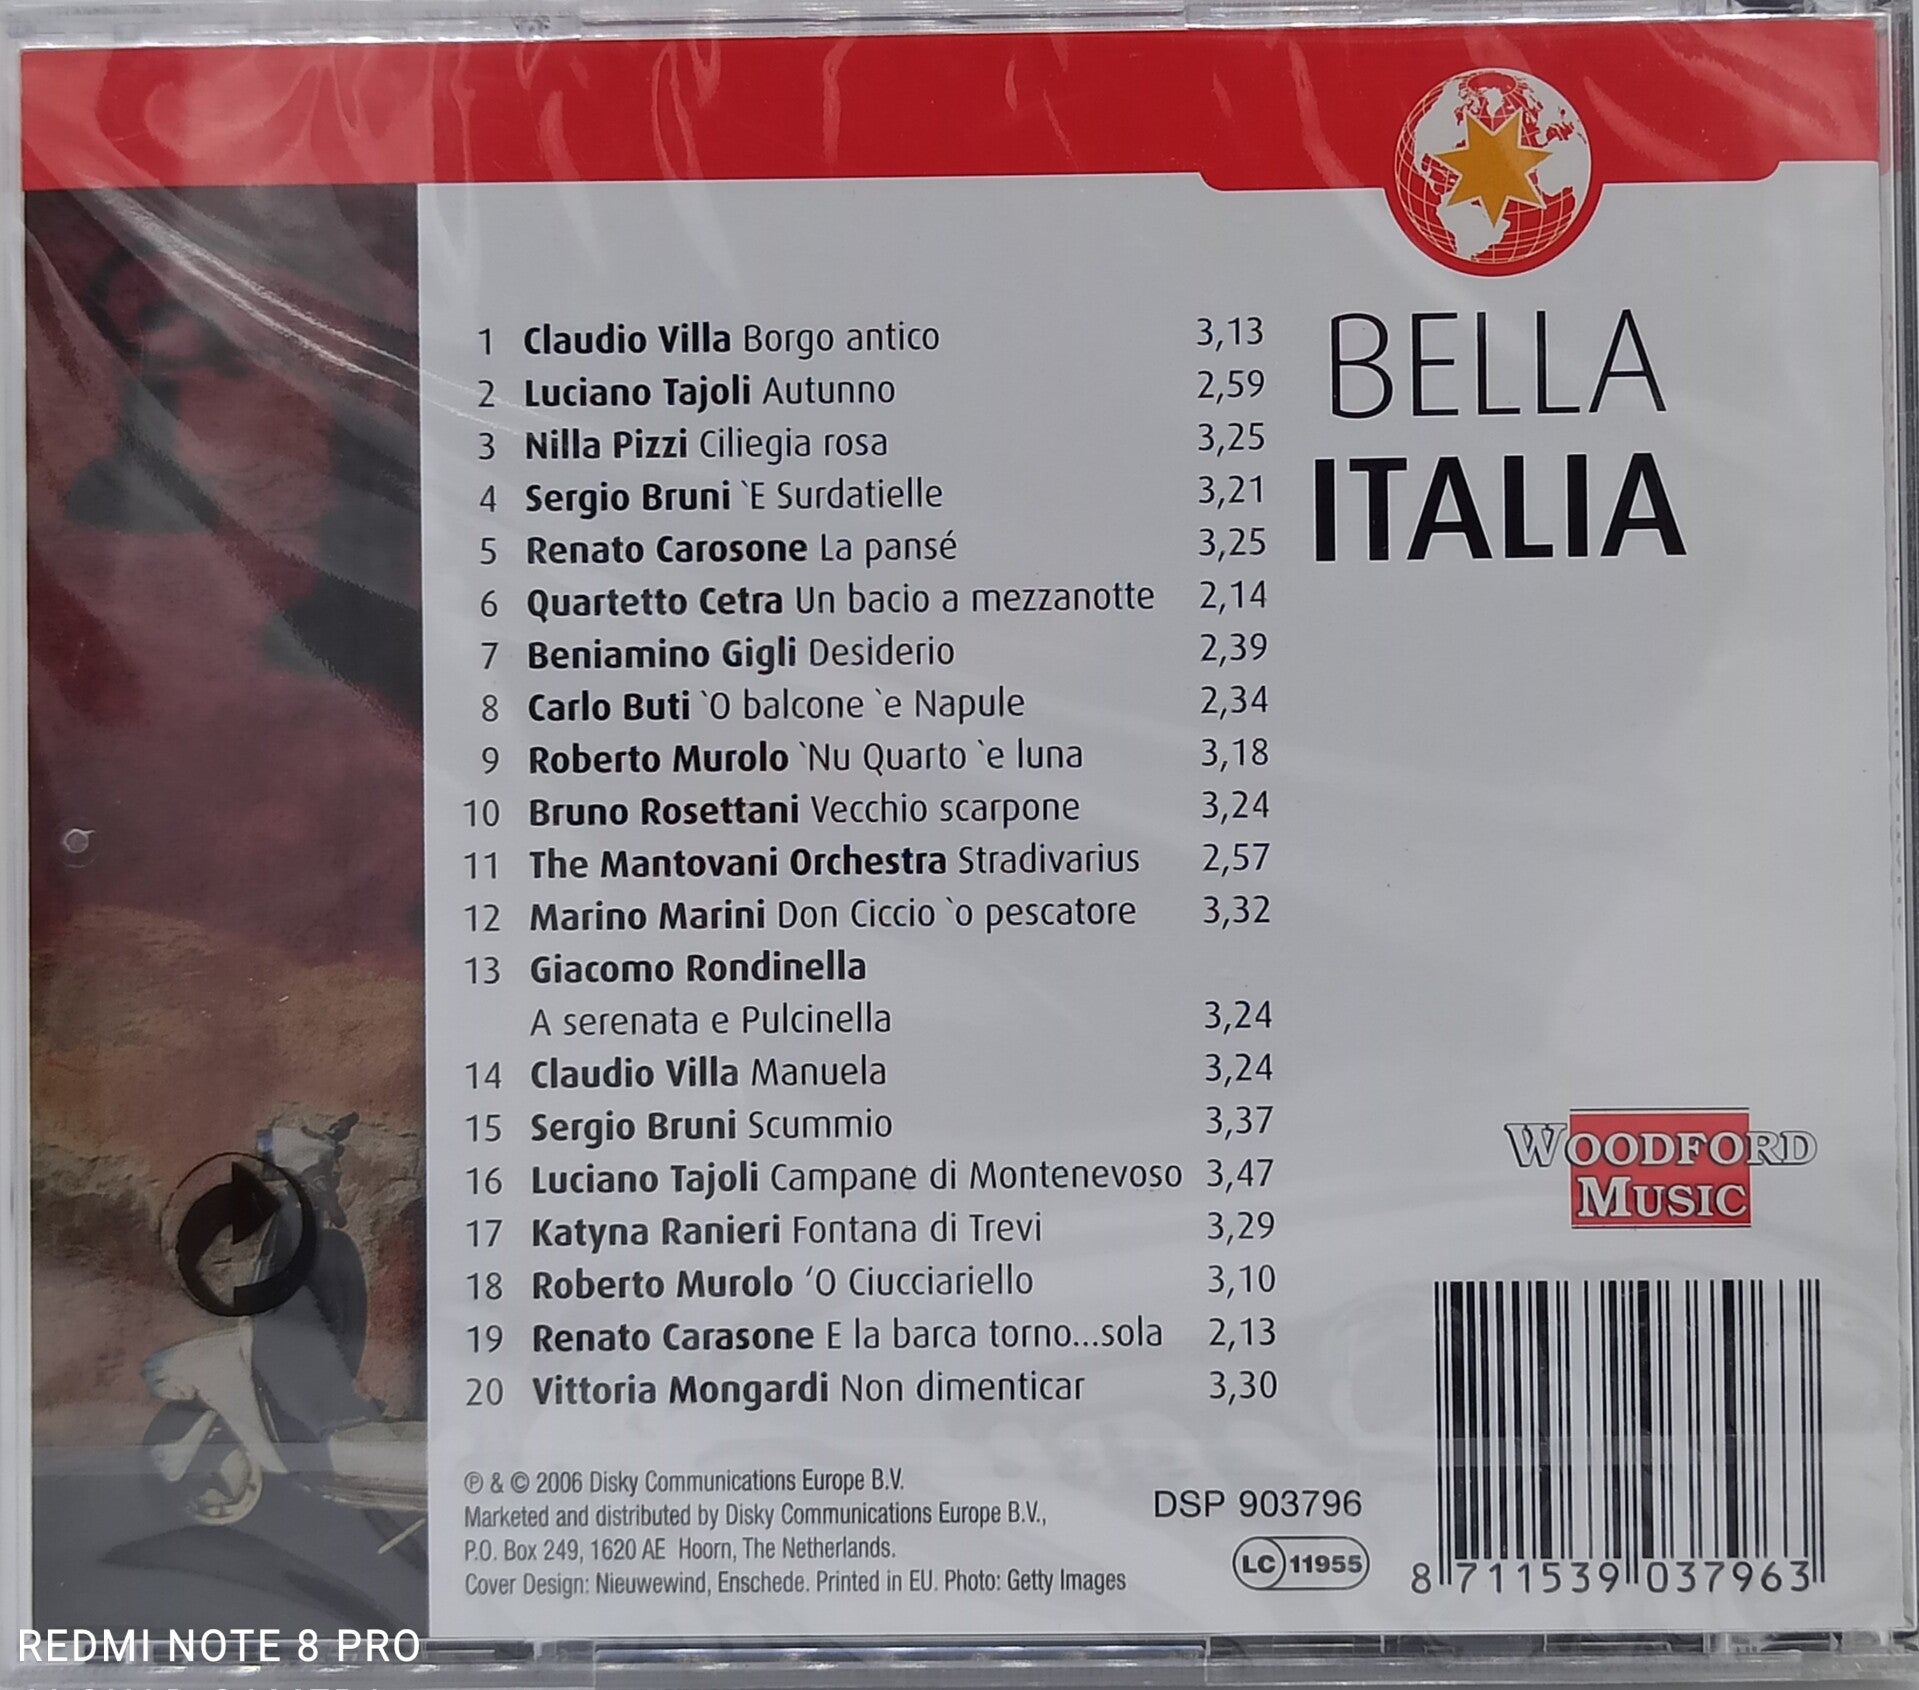 BELLA
ITALIA
1 Claudio Villa Borgo antico 3,13
2 Luciano Tajoli Autunno 2,59
3 Nilla Pizzi Ciliegia rosa 3,25
4 Sergio Bruni `E Surdatielle 3,21
5 Renato Carosone La pansé 3,25
6 Quartetto Cetra Un bacio a mezzanotte 2,14
7 Beniamino Gigli Desiderio 2,39
8 Carlo Buti `O balcone `e Napule 2,34
9 Roberto Murolo `Nu Quarto `e luna 3,18
10 Bruno Rosettani Vecchio scarpone 3,24
11 The Mantovani Orchestra Stradivarius 2,57
12 Marino Marini Don Ciccio `o pescatore 3,32
13 Giacomo Rondinella
A serenata e Pulcinella 3,24
14 Claudio Villa Manuela 3,24
15 Sergio Bruni Scummio 3,37
16 Luciano Tajoli Campane di Montenevoso 3,47
17 Katyna Ranieri Fontana di Trevi 3,29
18 Roberto Murolo ‘O Ciucciariello 3,10
19 Renato Carasone E la barca torno...sola 2,13
20 Vittoria Mongardi Non dimenticar 3,30
WOODFORD
MUSIC
℗ & © 2006 Disky Communications Europe B.V.
Marketed and distributed by Disky Communications Europe B.V.,
P.O. Box 249, 1620 AE Hoorn, The Netherlands.
Cover Design: Nieuwewind, Enschede. Printed in EU. Photo: Getty Images
DSP 903796
LC 11955
8 711539 037963
REDMI NOTE 8 PRO